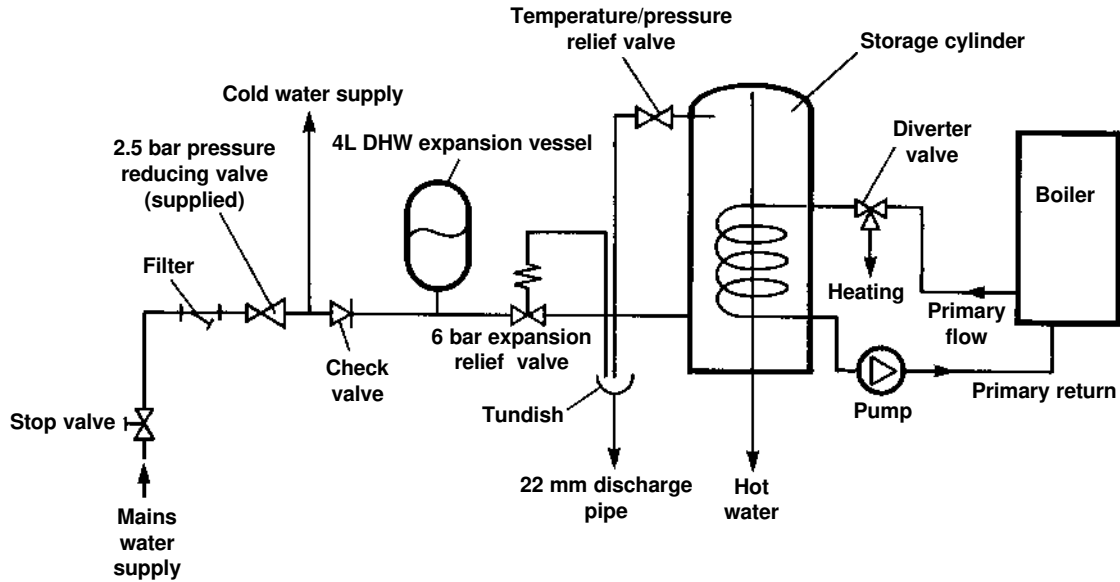 Temperature/pressure
relief valve
Storage cylinder
Cold water supply
2.5 bar pressure
reducing valve
(supplied)
4L DHW expansion vessel
Diverter
valve
Boiler
Filter
Heating
Primary
flow
6 bar expansion
relief valve
Check
valve
Tundish
Pump
Primary return
Stop valve
22 mm discharge
pipe
Hot
water
Mains
water
supply